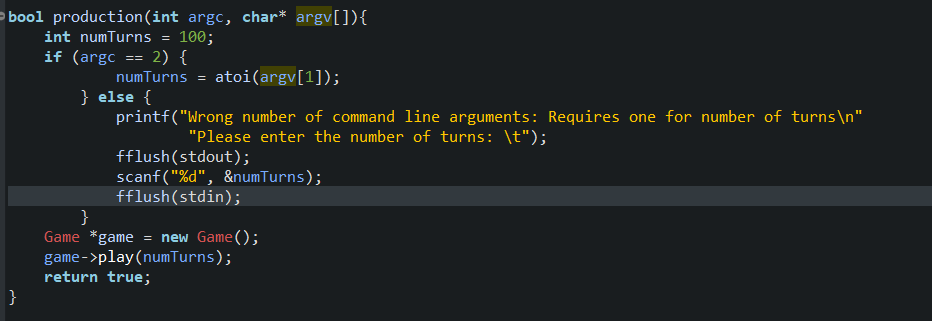 bool production(int argc, char* argv[]){
int numTurns = 100;
if (argc == 2) {
numTurns = atoi(argv[1]);
} else {
printf("Wrong number of command line arguments: Requires one for number of turns\n"
"Please enter the number of turns: \t");
fflush(stdout);
scanf("%d", &numTurns);
fflush(stdin);
}
Game *game = new Game();
game->play(numTurns);
return true;
}